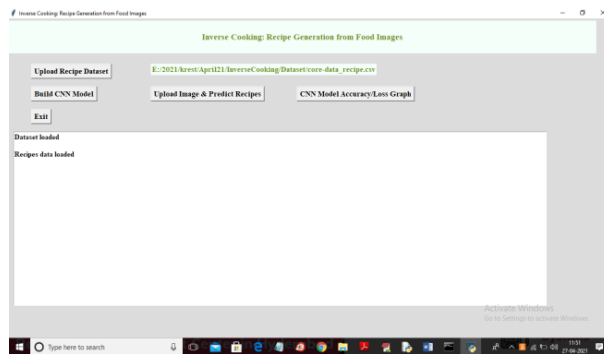 Inverse Cooking: Recipe Generation from Food Images
Inverse Cooking: Recipe Generation from Food Images
Upload Recipe Dataset E:/2021/krest/April21/InverseCooking/Dataset/core-data_recipe.csv
Build CNN Model Upload Image & Predict Recipes CNN Model Accuracy/Loss Graph
Exit
Dataset loaded
Recipes data loaded
Activate Windows
Go to Settings to activate Windows.
Type here to search
11:51
27-04-2021